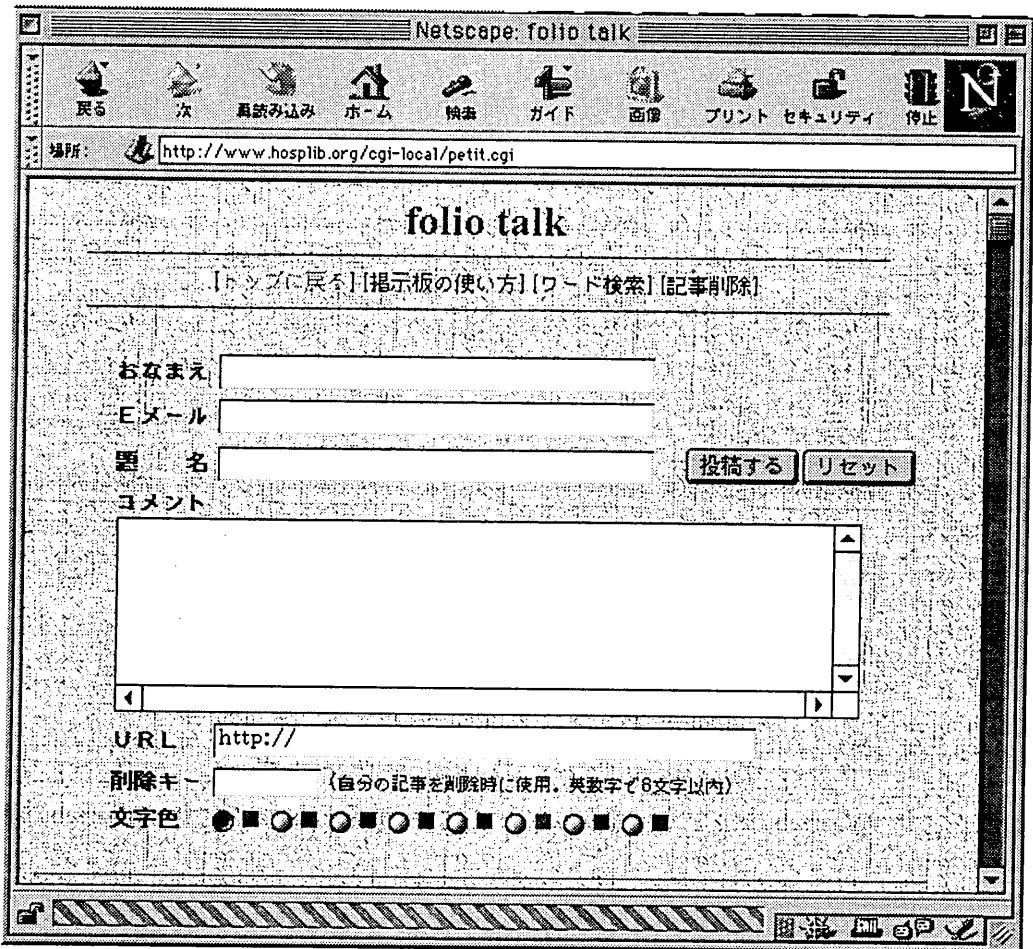 Netscape: folio talk
戻る 次 再読み込み ホーム 検索 ガイド 画像 プリント セキュリティ 停止 N
場所: http://www.hosplib.org/cgi-local/petit.cgi
folio talk
[トップに戻る] [掲示板の使い方] [ワード検索] [記事削除]
おなまえ
Eメール
題 名 投稿する リセット
コメント
URL http://
削除キー (自分の記事を削除時に使用。英数字で8文字以内)
文字色